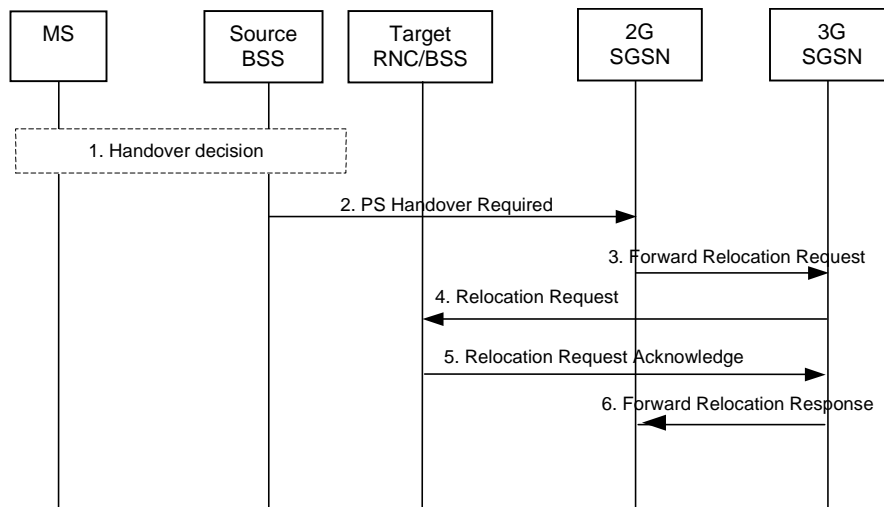 MS
Source
BSS
Target
RNC/BSS
2G
SGSN
3G
SGSN
1. Handover decision
2. PS Handover Required
3. Forward Relocation Request
4. Relocation Request
5. Relocation Request Acknowledge
6. Forward Relocation Response